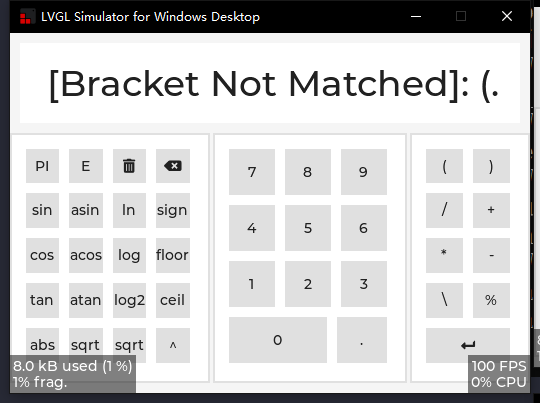 LVGL Simulator for Windows Desktop
[Bracket Not Matched]: (.
PI E 7 8 9 ( )
sin asin ln sign 4 5 6 / +
cos acos log floor * -
tan atan log2 ceil 1 2 3 \ %
abs sqrt sqrt ^ 0 .
8.0 kB used (1 %) 100 FPS
1% frag. 0% CPU